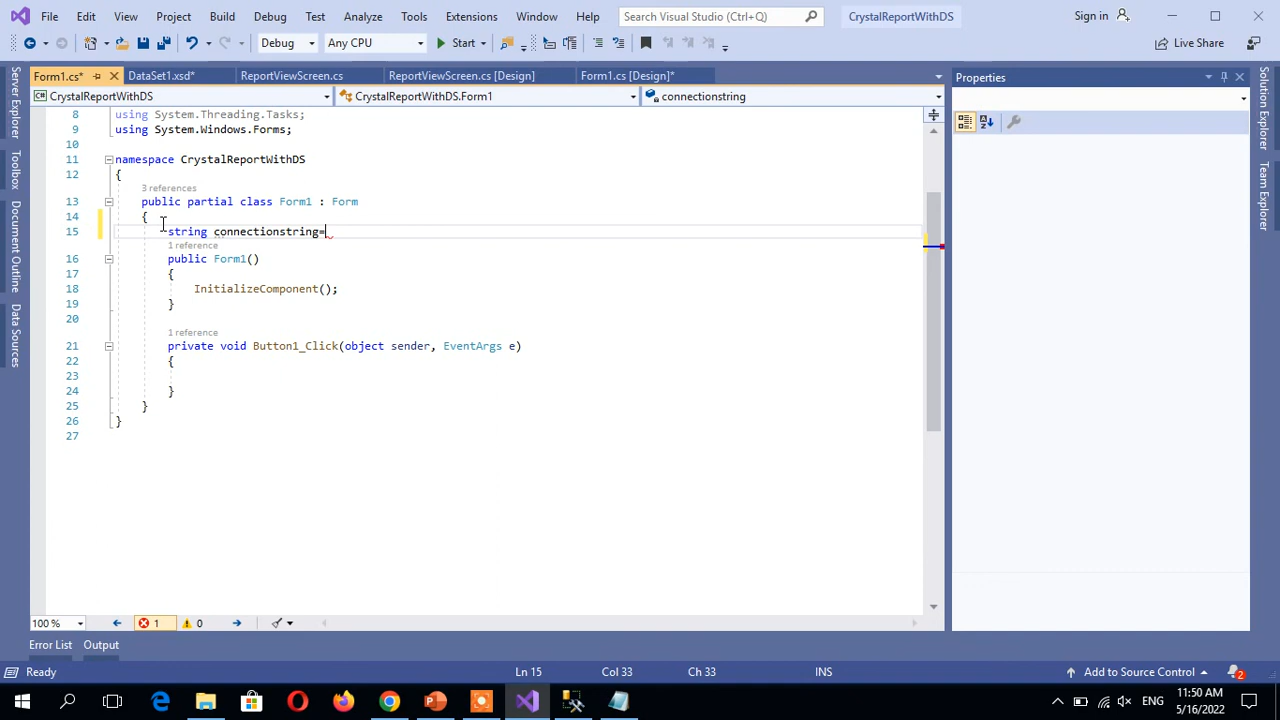 File Edit View Project Build Debug Test Analyze Tools Extensions Window Help Search Visual Studio (Ctrl+Q) CrystalReportWithDS Sign in
Debug Any CPU Start Live Share
Form1.cs* DataSet1.xsd* ReportViewScreen.cs ReportViewScreen.cs [Design] Form1.cs [Design]* Properties
CrystalReportWithDS CrystalReportWithDS.Form1 connectionstring
Server Explorer
Toolbox
Document Outline
Data Sources
8 using System.Threading.Tasks;
9 using System.Windows.Forms;
10
11 namespace CrystalReportWithDS
12 {
3 references
13 public partial class Form1 : Form
14 {
15 string connectionstring=
1 reference
16 public Form1()
17 {
18 InitializeComponent();
19 }
20
1 reference
21 private void Button1_Click(object sender, EventArgs e)
22 {
23
24 }
25 }
26 }
27
Solution Explorer
Team Explorer
100 % 1 0
Error List Output
Ready Ln 15 Col 33 Ch 33 INS Add to Source Control 2
ENG 11:50 AM
5/16/2022